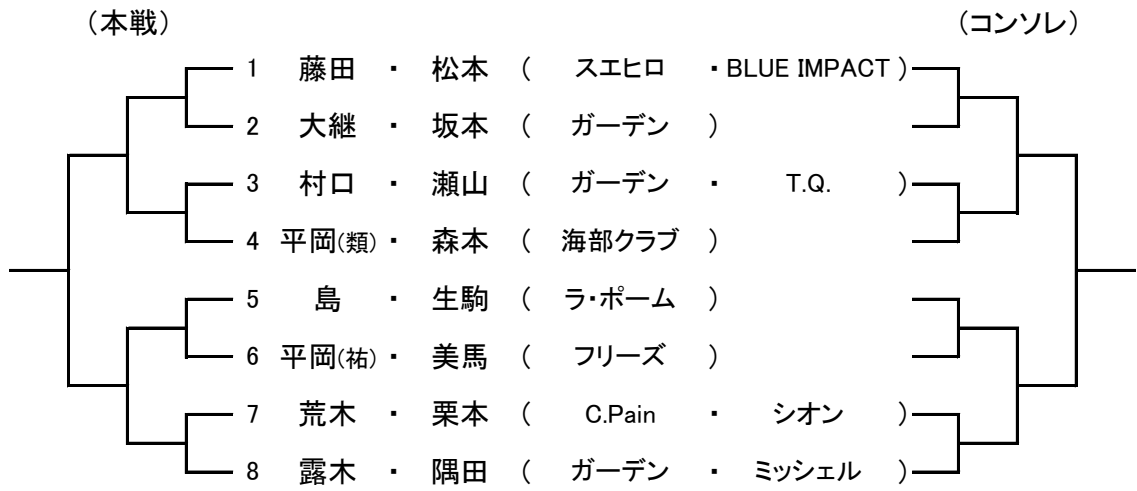 （本戦） （コンソレ）
1 藤田 ・ 松本 （ スエヒロ ・ BLUE IMPACT ）
2 大継 ・ 坂本 （ ガーデン ）
3 村口 ・ 瀬山 （ ガーデン ・ T.Q. ）
4 平岡(類) ・ 森本 （ 海部クラブ ）
5 島 ・ 生駒 （ ラ・ポーム ）
6 平岡(祐) ・ 美馬 （ フリーズ ）
7 荒木 ・ 栗本 （ C.Pain ・ シオン ）
8 露木 ・ 隅田 （ ガーデン ・ ミッシェル ）